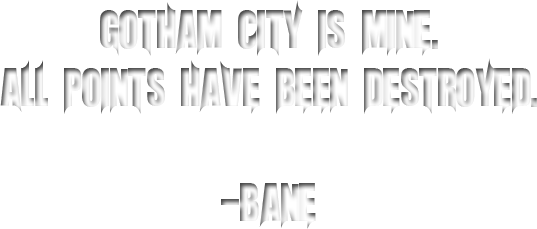 GOTHAM CITY IS MINE.
ALL POINTS HAVE BEEN DESTROYED.
-BANE